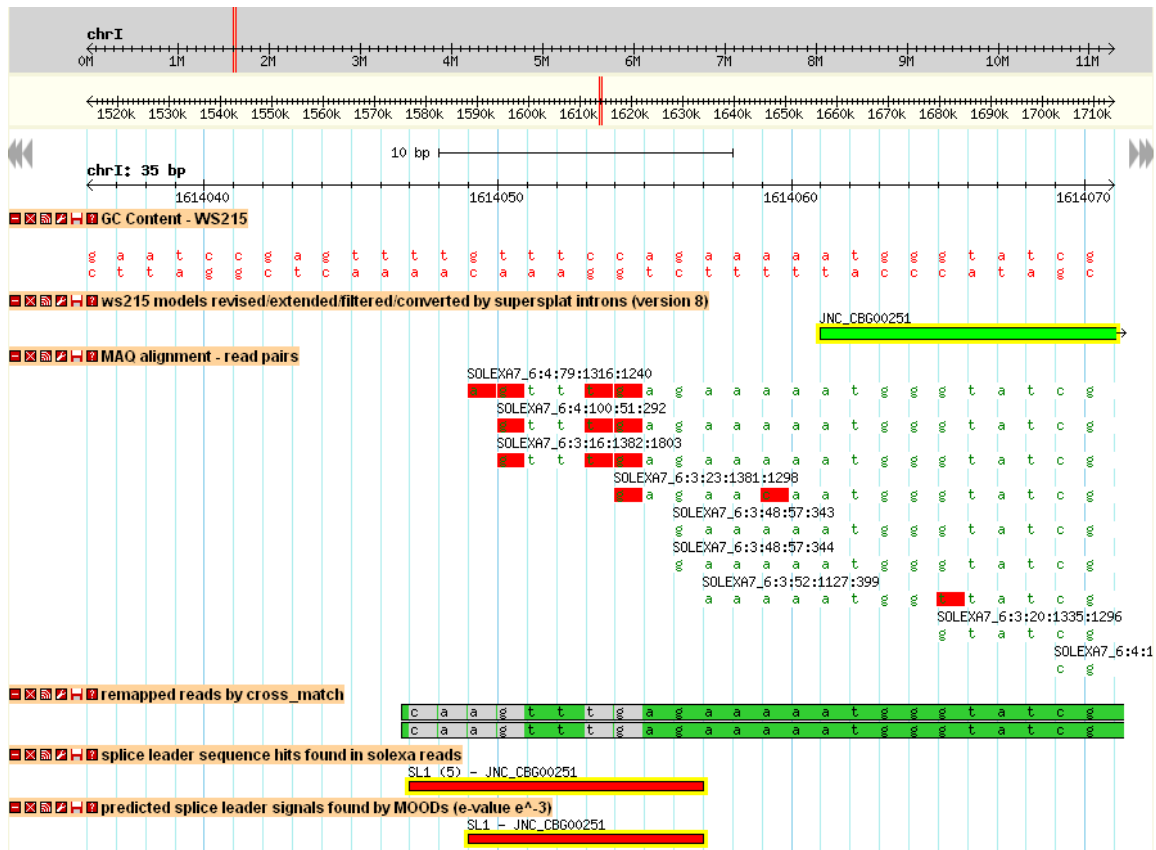 chrI
0M 1M 2M 3M 4M 5M 6M 7M 8M 9M 10M 11M
1520k 1530k 1540k 1550k 1560k 1570k 1580k 1590k 1600k 1610k 1620k 1630k 1640k 1650k 1660k 1670k 1680k 1690k 1700k 1710k
10 bp
chrI: 35 bp
1614040 1614050 1614060 1614070
GC Content - WS215
g a a t c c g a g t t t t g t t t c c a g a a a a a t g g g t a t c g
c t t a g g c t c a a a a c a a a g g t c t t t t t a c c c a t a g c
ws215 models revised/extended/filtered/converted by supersplat introns (version 8)
JNC_CBG00251
MAQ alignment - read pairs
SOLEXA7_6:4:79:1316:1240
a g t t t g a g a a a a a t g g g t a t c g
SOLEXA7_6:4:100:51:292
g t t t g a g a a a a a t g g g t a t c g
SOLEXA7_6:3:16:1382:1803
g t t t g a g a a a a a t g g g t a t c g
SOLEXA7_6:3:23:1381:1298
g a g a a c a a t g g g t a t c g
SOLEXA7_6:3:48:57:343
g a a a a a t g g g t a t c g
SOLEXA7_6:3:48:57:344
g a a a a a t g g g t a t c g
SOLEXA7_6:3:52:1127:399
a a a a a t g g t t a t c g
SOLEXA7_6:3:20:1335:1296
g t a t c g
SOLEXA7_6:4:1
c g
remapped reads by cross_match
c a a g t t t g a g a a a a a t g g g t a t c g
c a a g t t t g a g a a a a a t g g g t a t c g
splice leader sequence hits found in solexa reads
SL1 (5) - JNC_CBG00251
predicted splice leader signals found by MOODs (e-value e^-3)
SL1 - JNC_CBG00251